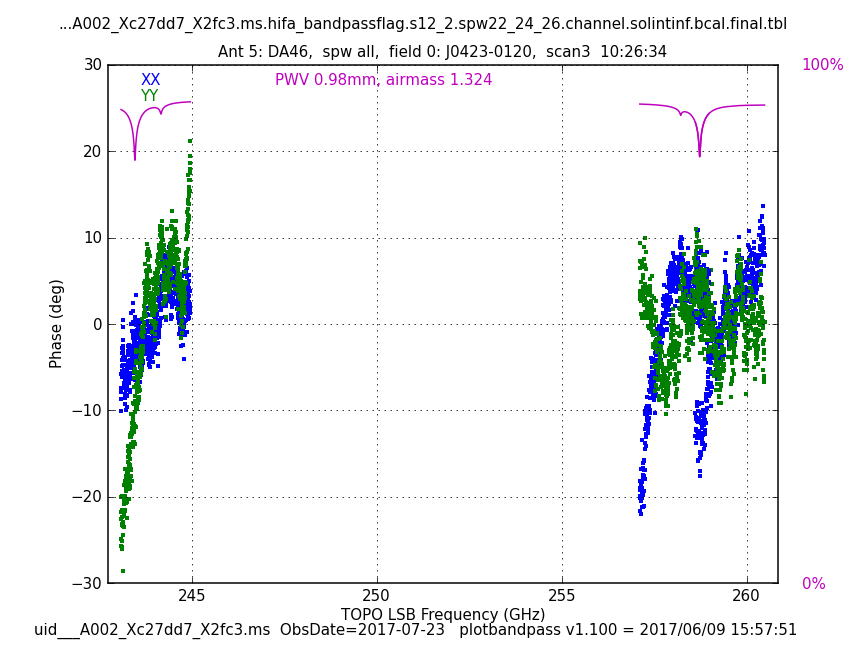 ...A002_Xc27dd7_X2fc3.ms.hifa_bandpassflag.s12_2.spw22_24_26.channel.solintinf.bcal.final.tbl
Ant 5: DA46,  spw all,  field 0: J0423-0120,  scan3  10:26:34
30
20
10
0
−10
−20
−30
Phase (deg)
XX
YY
PWV 0.98mm, airmass 1.324
100%
0%
245
250
255
260
TOPO LSB Frequency (GHz)
uid___A002_Xc27dd7_X2fc3.ms  ObsDate=2017-07-23   plotbandpass v1.100 = 2017/06/09 15:57:51